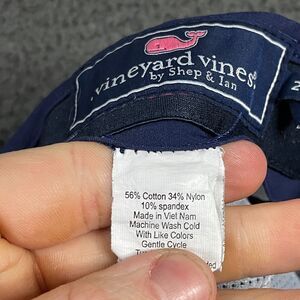 vineyard vines
by Shep & Ian
56% Cotton 34% Nylon
10% spandex
Made in Viet Nam
Machine Wash Cold
With Like Colors
Gentle Cycle